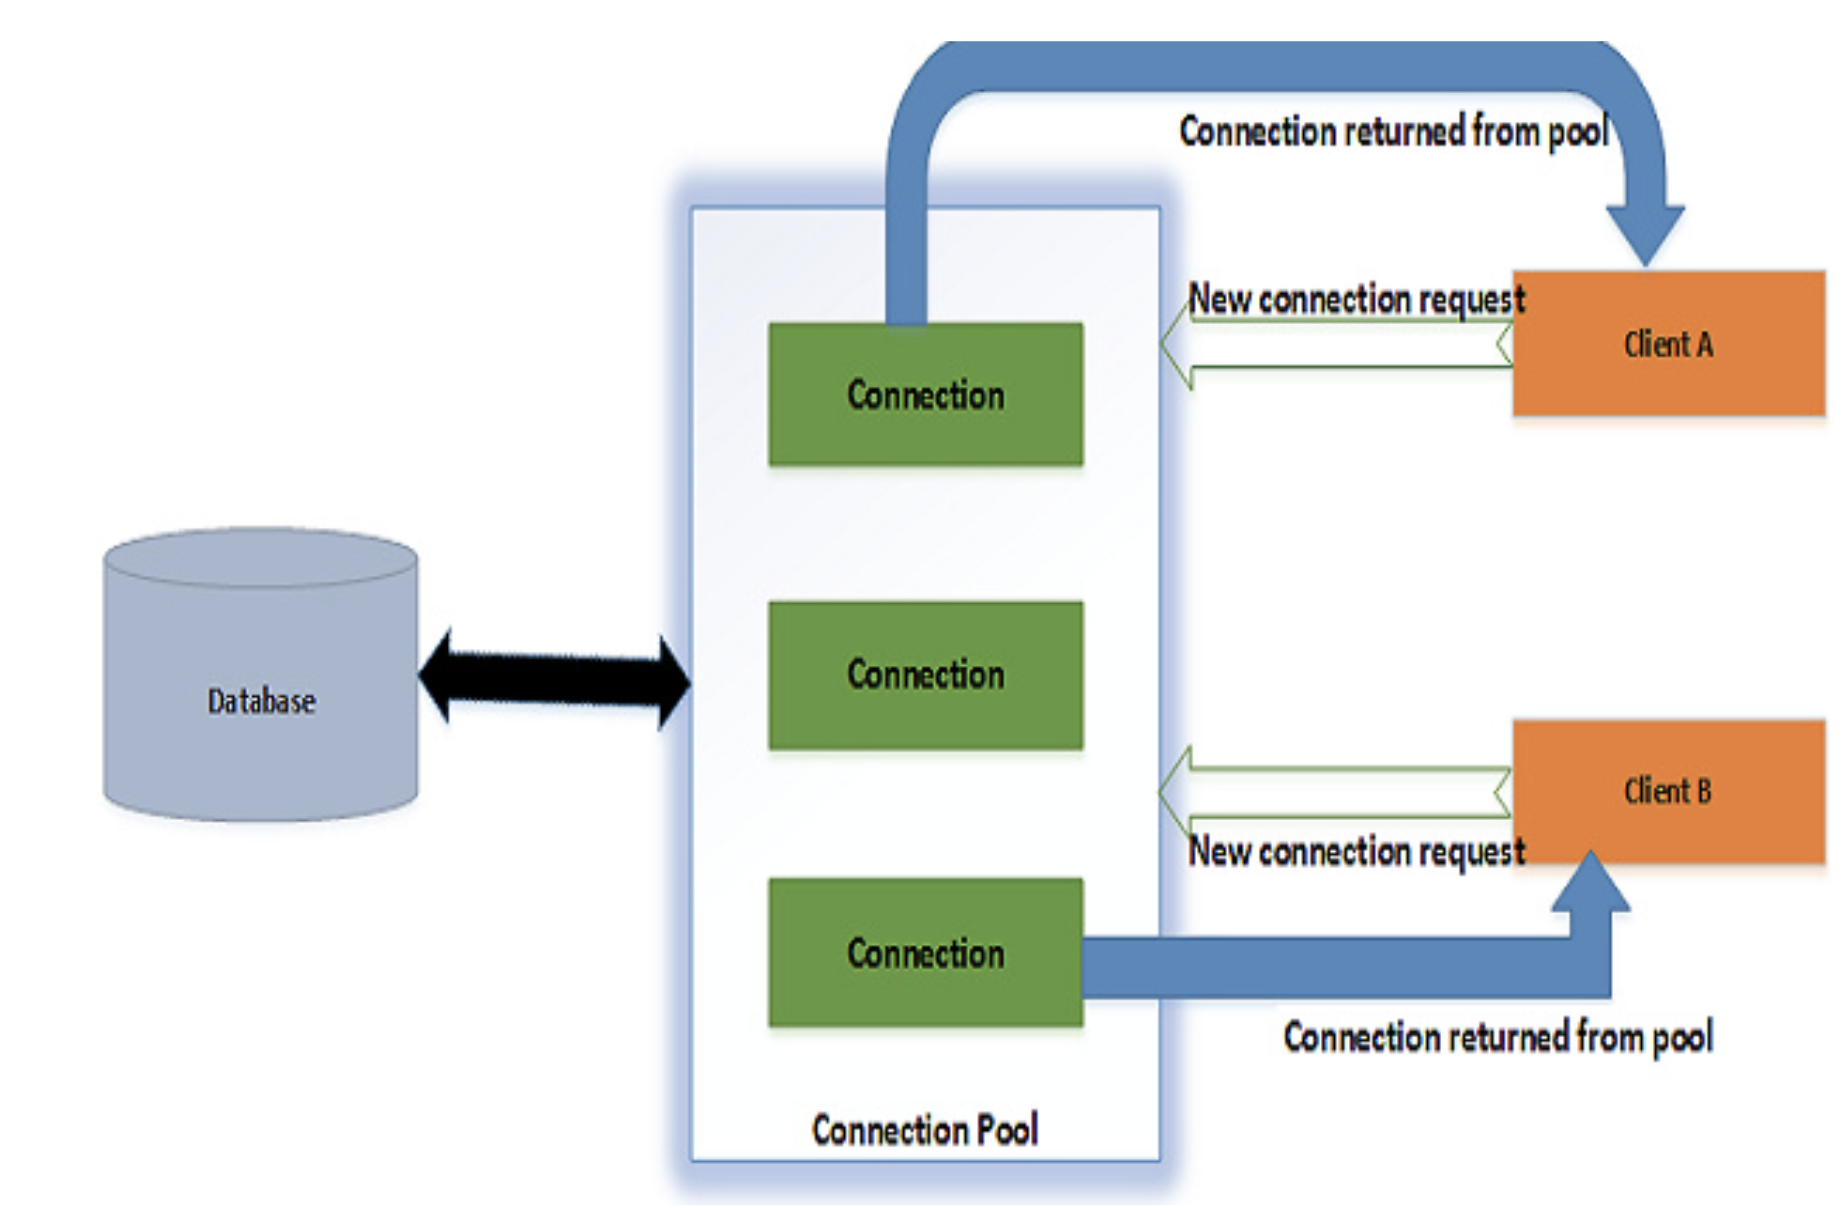 Connection returned from pool
New connection request
Client A
Connection
Connection
Database
Client B
New connection request
Connection
Connection returned from pool
Connection Pool